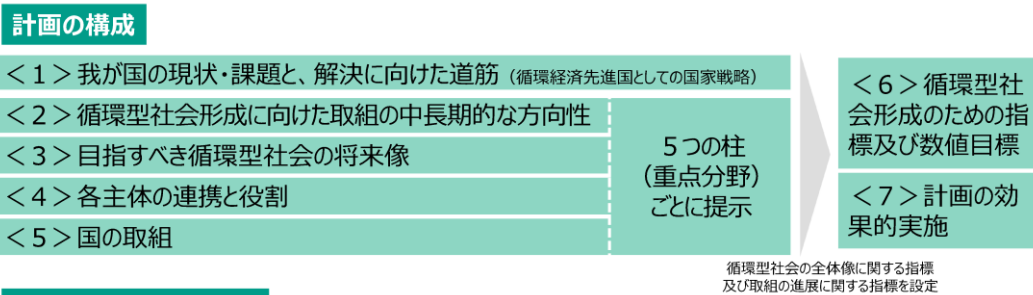 計画の構成
＜１＞我が国の現状・課題と、解決に向けた道筋（循環経済先進国としての国家戦略）
＜２＞循環型社会形成に向けた取組の中長期的な方向性
＜３＞目指すべき循環型社会の将来像
＜４＞各主体の連携と役割
＜５＞国の取組
５つの柱
（重点分野）
ごとに提示
＜６＞循環型社
会形成のための指
標及び数値目標
＜７＞計画の効
果的実施
循環型社会の全体像に関する指標
及び取組の進展に関する指標を設定